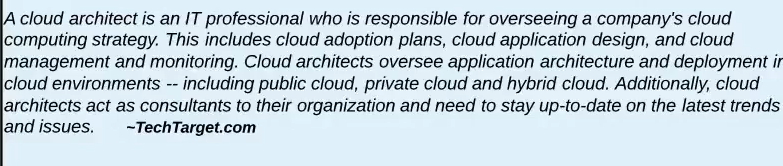 A cloud architect is an IT professional who is responsible for overseeing a company's cloud
computing strategy. This includes cloud adoption plans, cloud application design, and cloud
management and monitoring. Cloud architects oversee application architecture and deployment in
cloud environments -- including public cloud, private cloud and hybrid cloud. Additionally, cloud
architects act as consultants to their organization and need to stay up-to-date on the latest trends
and issues. ~TechTarget.com